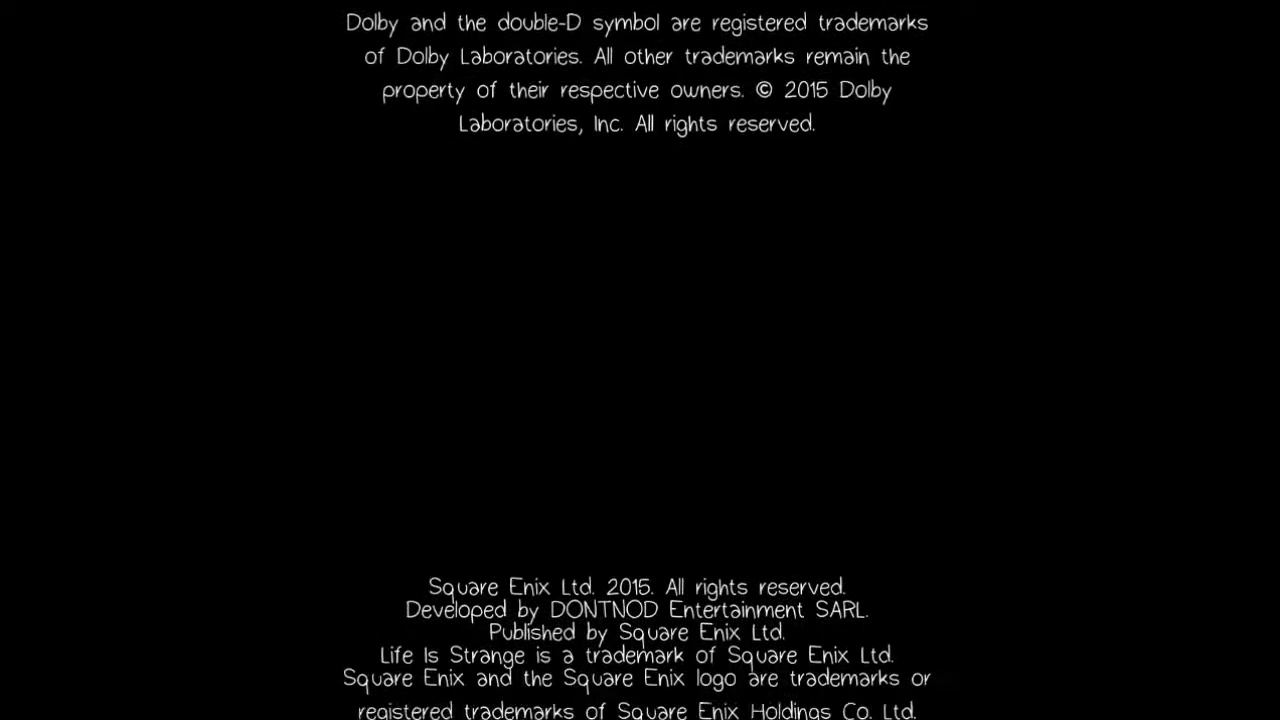 Dolby and the double-D symbol are registered trademarks
of Dolby Laboratories. All other trademarks remain the
property of their respective owners. © 2015 Dolby
Laboratories, Inc. All rights reserved.
Square Enix Ltd. 2015. All rights reserved.
Developed by DONTNOD Entertainment SARL.
Published by Square Enix Ltd.
Life Is Strange is a trademark of Square Enix Ltd.
Square Enix and the Square Enix logo are trademarks or
registered trademarks of Square Enix Holdings Co. Ltd.